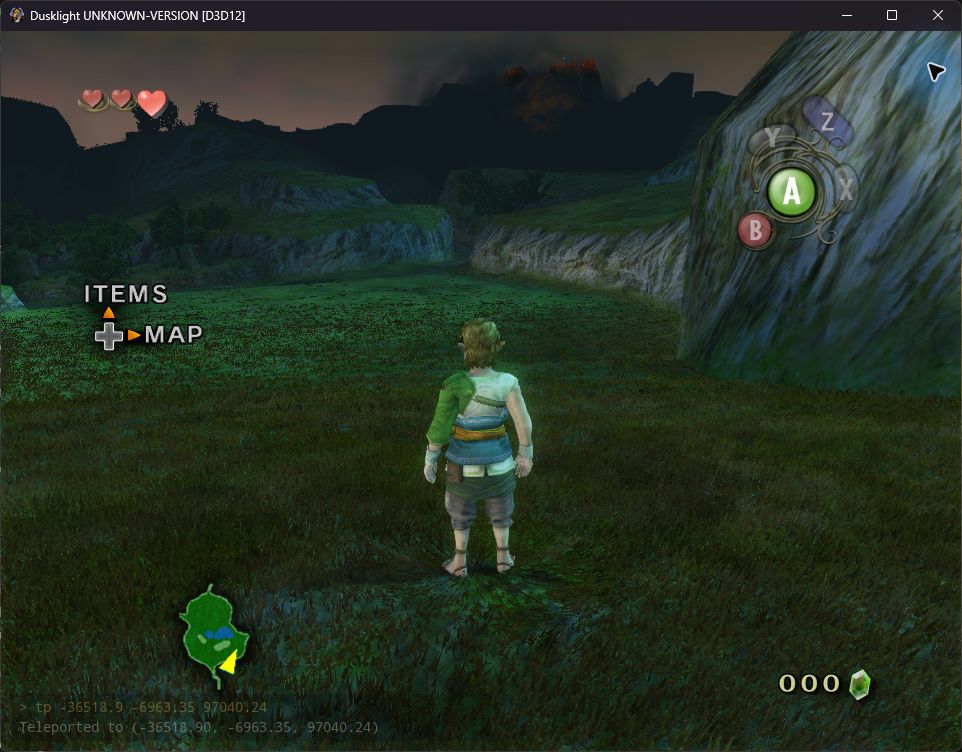 Dusklight UNKNOWN-VERSION [D3D12]
Z
Y
A
X
B
ITEMS
MAP
000
> tp -36518.9 -6963.35 97040.24
Teleported to (-36518.90, -6963.35, 97040.24)